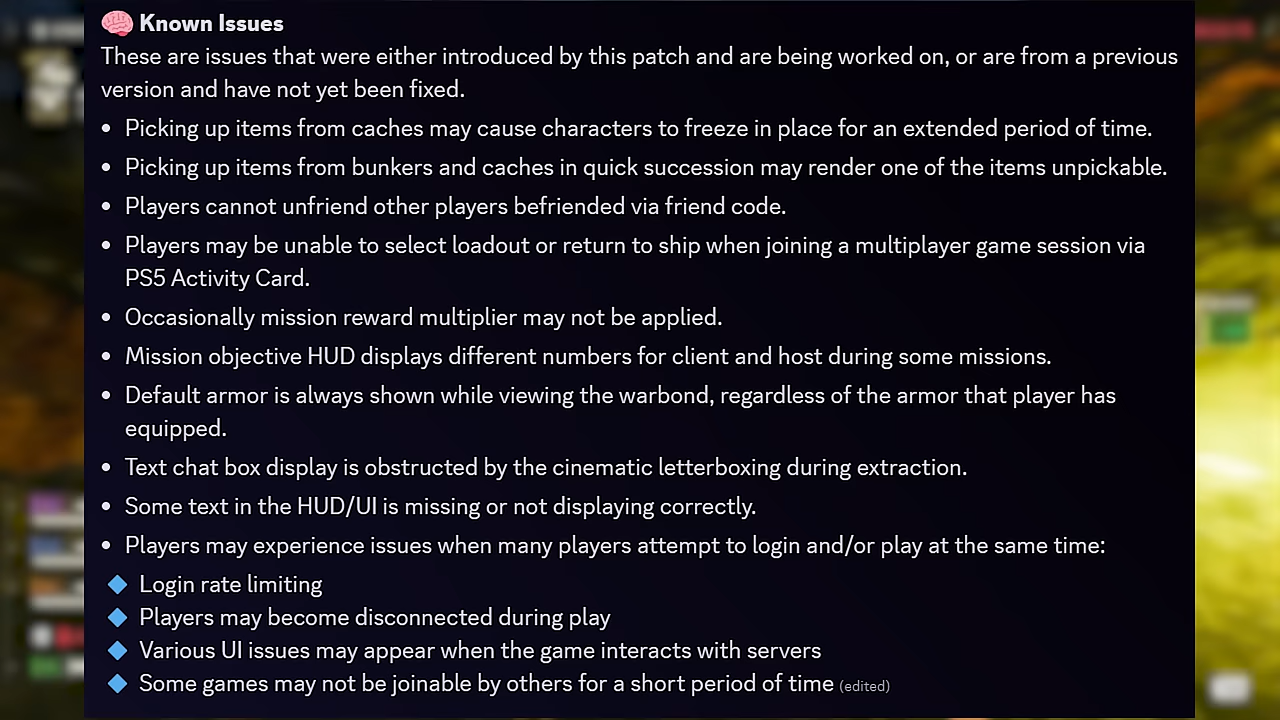 🧠 Known Issues
These are issues that were either introduced by this patch and are being worked on, or are from a previous
version and have not yet been fixed.
• Picking up items from caches may cause characters to freeze in place for an extended period of time.
• Picking up items from bunkers and caches in quick succession may render one of the items unpickable.
• Players cannot unfriend other players befriended via friend code.
• Players may be unable to select loadout or return to ship when joining a multiplayer game session via
PS5 Activity Card.
• Occasionally mission reward multiplier may not be applied.
• Mission objective HUD displays different numbers for client and host during some missions.
• Default armor is always shown while viewing the warbond, regardless of the armor that player has
equipped.
• Text chat box display is obstructed by the cinematic letterboxing during extraction.
• Some text in the HUD/UI is missing or not displaying correctly.
• Players may experience issues when many players attempt to login and/or play at the same time:
🔹 Login rate limiting
🔹 Players may become disconnected during play
🔹 Various UI issues may appear when the game interacts with servers
🔹 Some games may not be joinable by others for a short period of time (edited)